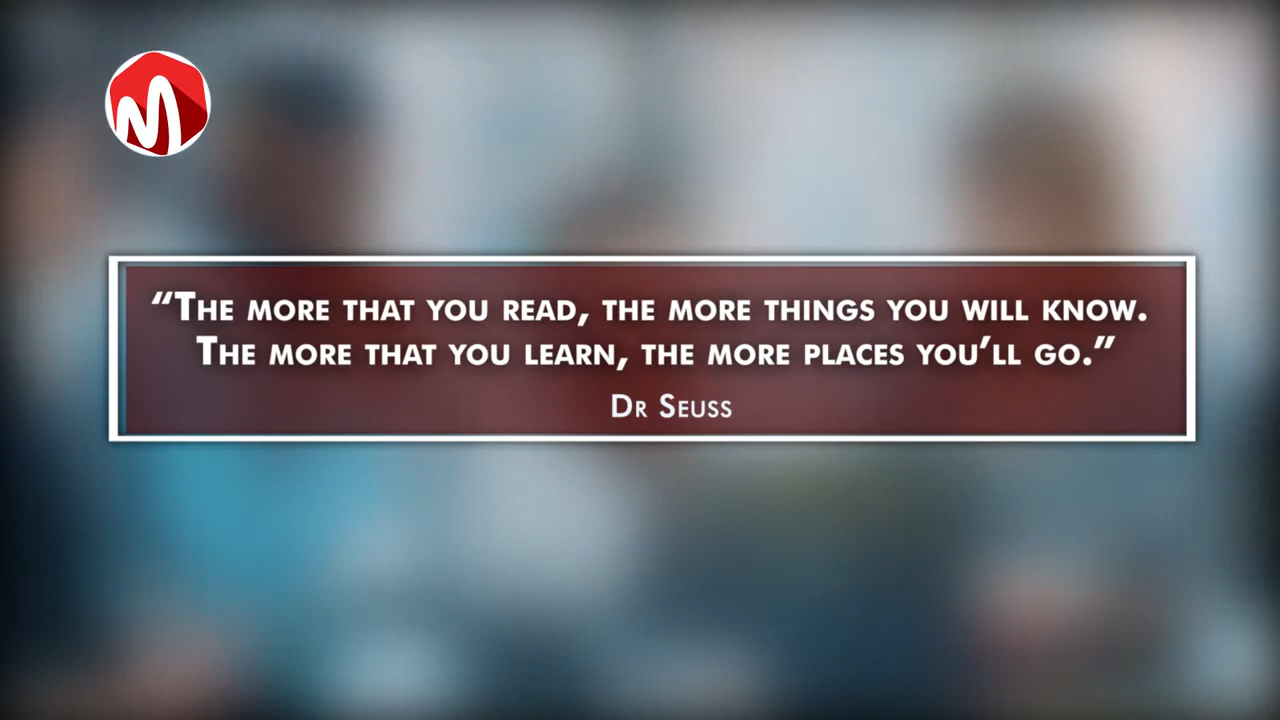 “The more that you read, the more things you will know.
The more that you learn, the more places you’ll go.”
Dr Seuss